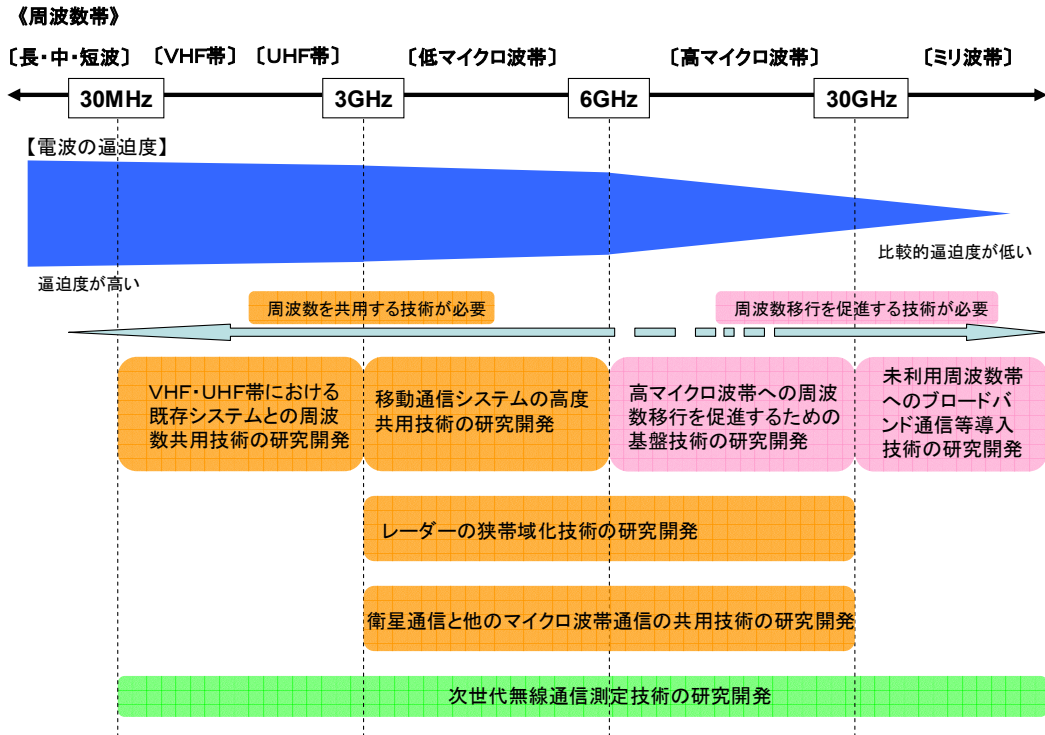 《周波数帯》
〔長・中・短波〕 〔VHF帯〕 〔UHF帯〕 〔低マイクロ波帯〕 〔高マイクロ波帯〕 〔ミリ波帯〕
30MHz 3GHz 6GHz 30GHz
【電波の逼迫度】
比較的逼迫度が低い
逼迫度が高い
周波数を共用する技術が必要
周波数移行を促進する技術が必要
VHF・UHF帯における
既存システムとの周波
数共用技術の研究開発
移動通信システムの高度
共用技術の研究開発
高マイクロ波帯への周波
数移行を促進するための
基盤技術の研究開発
未利用周波数帯
へのブロードバ
ンド通信等導入
技術の研究開発
レーダーの狭帯域化技術の研究開発
衛星通信と他のマイクロ波帯通信の共用技術の研究開発
次世代無線通信測定技術の研究開発